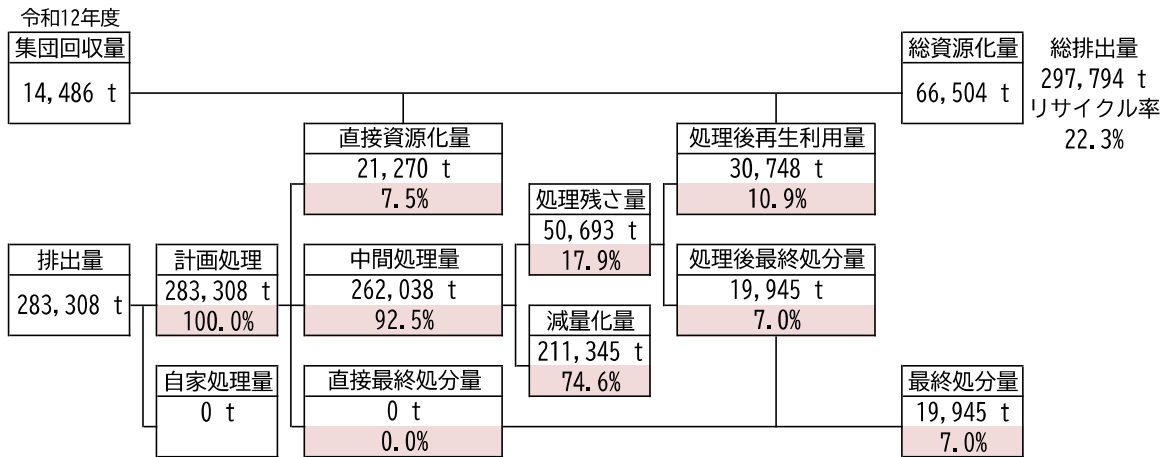 令和12年度
集団回収量
14,486 t
総資源化量
66,504 t
総排出量
297,794 t
リサイクル率
22.3%
直接資源化量
21,270 t
7.5%
処理後再生利用量
30,748 t
10.9%
処理残さ量
50,693 t
17.9%
排出量
283,308 t
計画処理
283,308 t
100.0%
中間処理量
262,038 t
92.5%
処理後最終処分量
19,945 t
7.0%
減量化量
211,345 t
74.6%
自家処理量
0 t
直接最終処分量
0 t
0.0%
最終処分量
19,945 t
7.0%